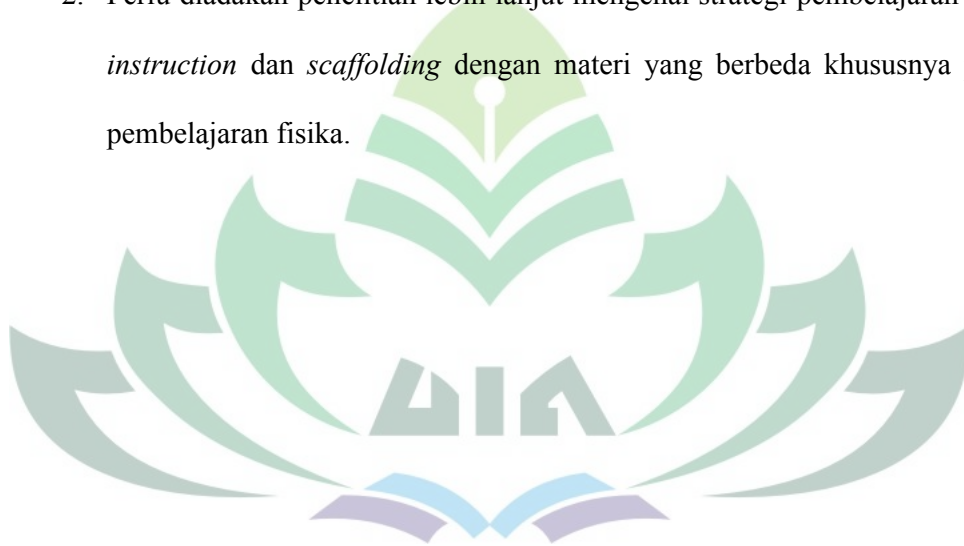 2. Perlu diadakan penelitian lebih lanjut mengenai strategi pembelajaran
instruction dan scaffolding dengan materi yang berbeda khususnya
pembelajaran fisika.
UIN